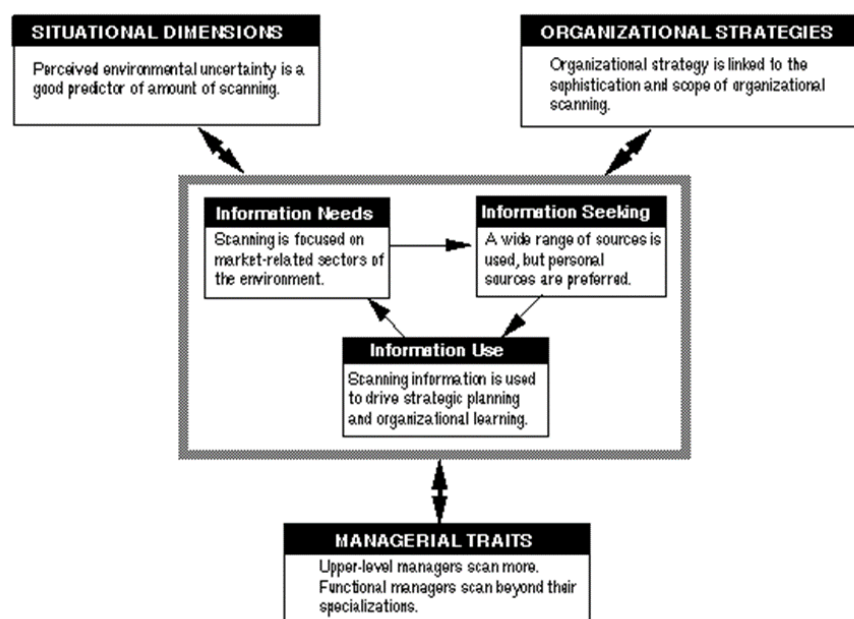 SITUATIONAL DIMENSIONS
Perceived environmental uncertainty is a
good predictor of amount of scanning.
ORGANIZATIONAL STRATEGIES
Organizational strategy is linked to the
sophistication and scope of organizational
scanning.
Information Needs
Scanning is focused on
market-related sectors of
the environment.
Information Seeking
A wide range of sources is
used, but personal
sources are preferred.
Information Use
Scanning information is used
to drive strategic planning
and organizational learning.
MANAGERIAL TRAITS
Upper-level managers scan more.
Functional managers scan beyond their
specializations.